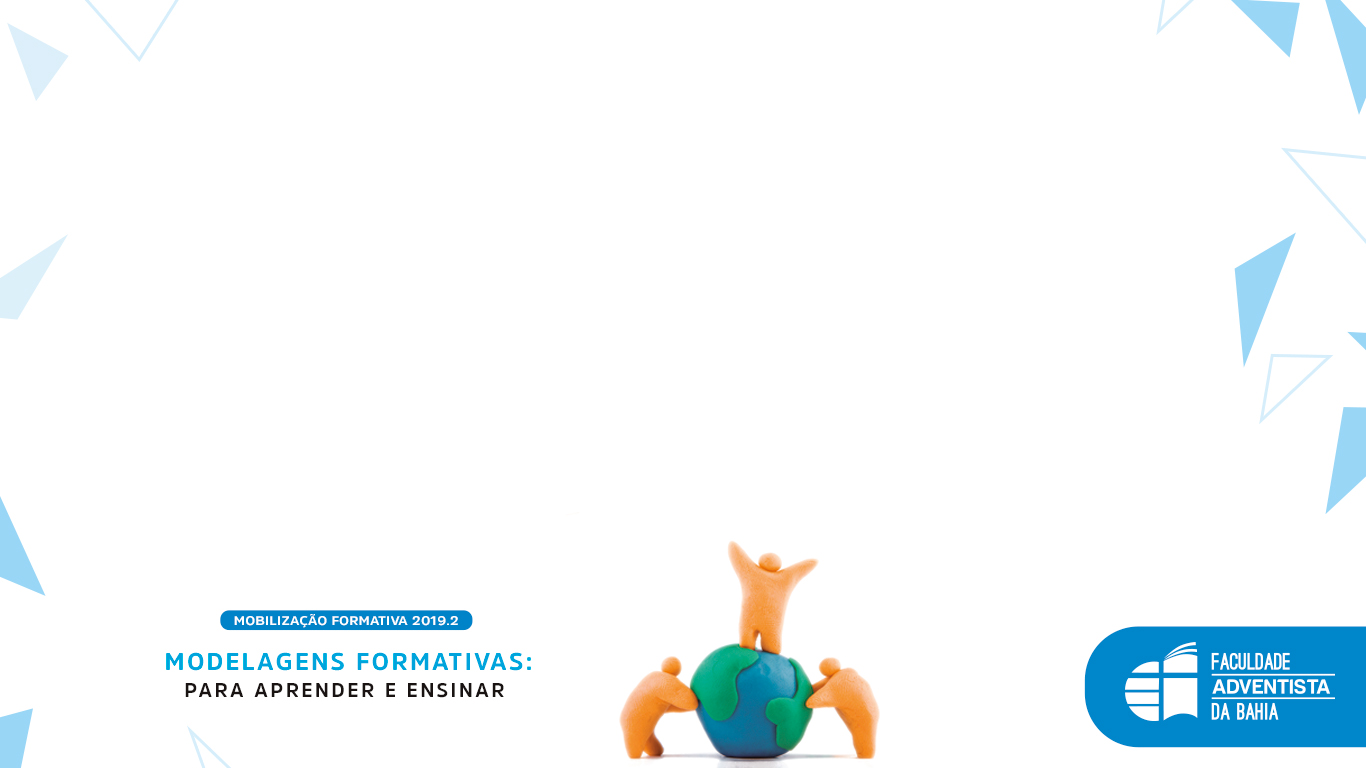 MOBILIZAÇÃO FORMATIVA 2019.2
MODELAGENS FORMATIVAS:
PARA APRENDER E ENSINAR
FACULDADE
ADVENTISTA
DA BAHIA